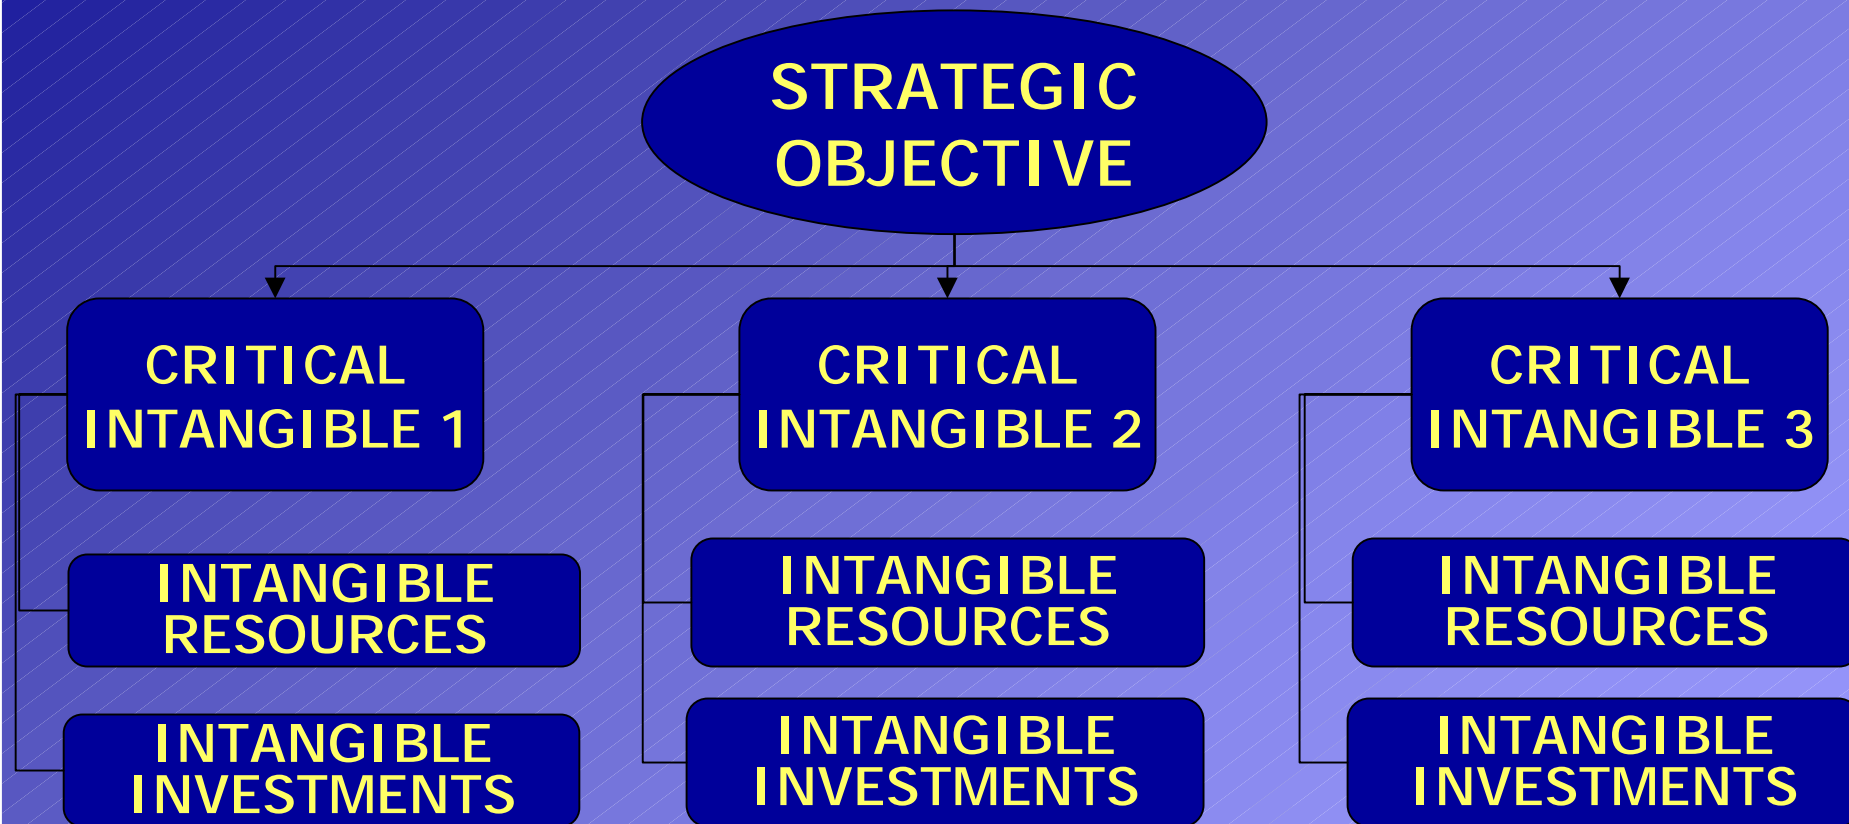 STRATEGIC
OBJECTIVE
CRITICAL
INTANGIBLE 1
CRITICAL
INTANGIBLE 2
CRITICAL
INTANGIBLE 3
INTANGIBLE
RESOURCES
INTANGIBLE
RESOURCES
INTANGIBLE
RESOURCES
INTANGIBLE
INVESTMENTS
INTANGIBLE
INVESTMENTS
INTANGIBLE
INVESTMENTS